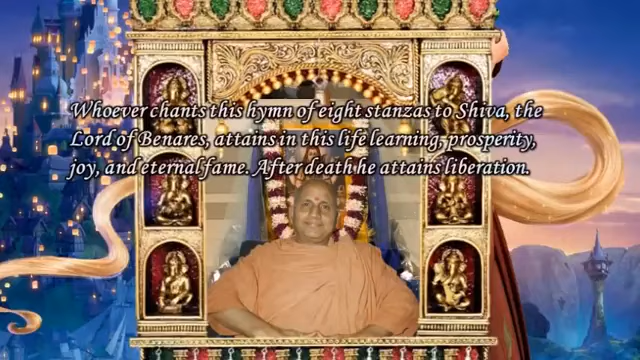 Whoever chants this hymn of eight stanzas to Shiva, the
Lord of Benares, attains in this life learning, prosperity,
joy, and eternal fame. After death he attains liberation.